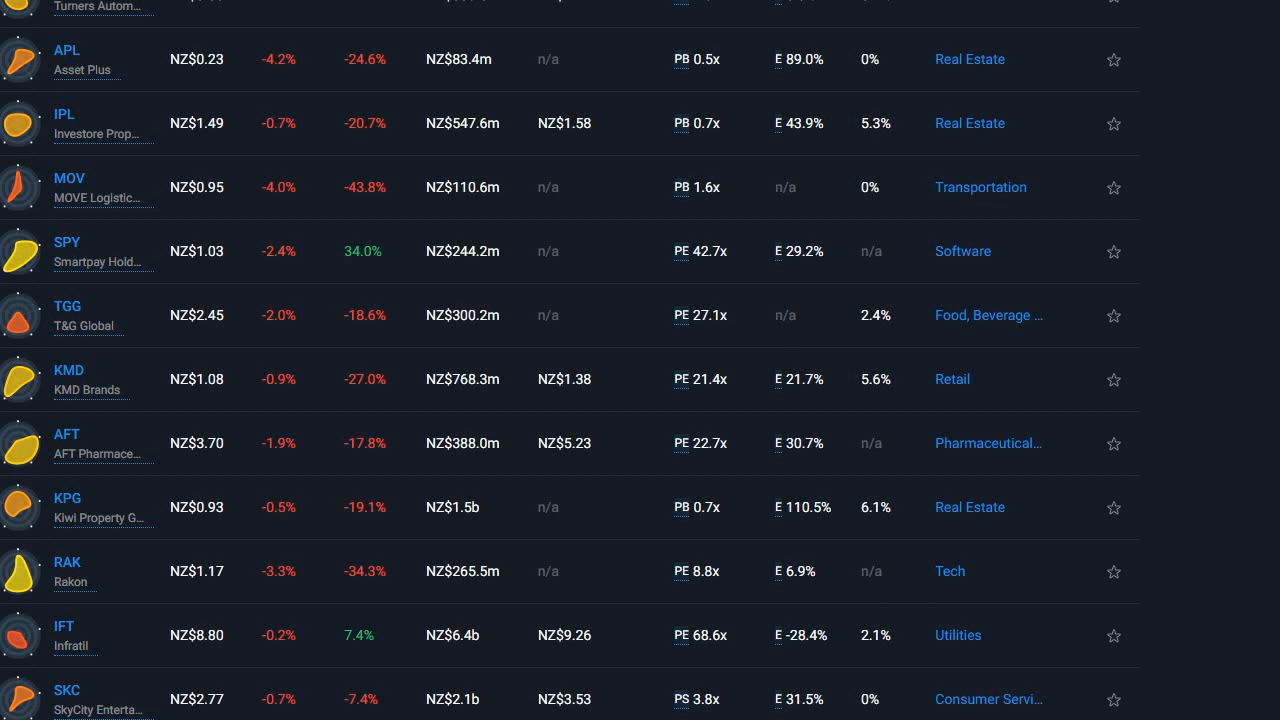 Turners Autom...
APL
Asset Plus
NZ$0.23 -4.2% -24.6% NZ$83.4m n/a PB 0.5x E 89.0% 0% Real Estate
IPL
Investore Prop...
NZ$1.49 -0.7% -20.7% NZ$547.6m NZ$1.58 PB 0.7x E 43.9% 5.3% Real Estate
MOV
MOVE Logistic...
NZ$0.95 -4.0% -43.8% NZ$110.6m n/a PB 1.6x n/a 0% Transportation
SPY
Smartpay Hold...
NZ$1.03 -2.4% 34.0% NZ$244.2m n/a PE 42.7x E 29.2% n/a Software
TGG
T&G Global
NZ$2.45 -2.0% -18.6% NZ$300.2m n/a PE 27.1x n/a 2.4% Food, Beverage ...
KMD
KMD Brands
NZ$1.08 -0.9% -27.0% NZ$768.3m NZ$1.38 PE 21.4x E 21.7% 5.6% Retail
AFT
AFT Pharmace...
NZ$3.70 -1.9% -17.8% NZ$388.0m NZ$5.23 PE 22.7x E 30.7% n/a Pharmaceutical...
KPG
Kiwi Property G...
NZ$0.93 -0.5% -19.1% NZ$1.5b n/a PB 0.7x E 110.5% 6.1% Real Estate
RAK
Rakon
NZ$1.17 -3.3% -34.3% NZ$265.5m n/a PE 8.8x E 6.9% n/a Tech
IFT
Infratil
NZ$8.80 -0.2% 7.4% NZ$6.4b NZ$9.26 PE 68.6x E -28.4% 2.1% Utilities
SKC
SkyCity Enterta...
NZ$2.77 -0.7% -7.4% NZ$2.1b NZ$3.53 PS 3.8x E 31.5% 0% Consumer Servi...